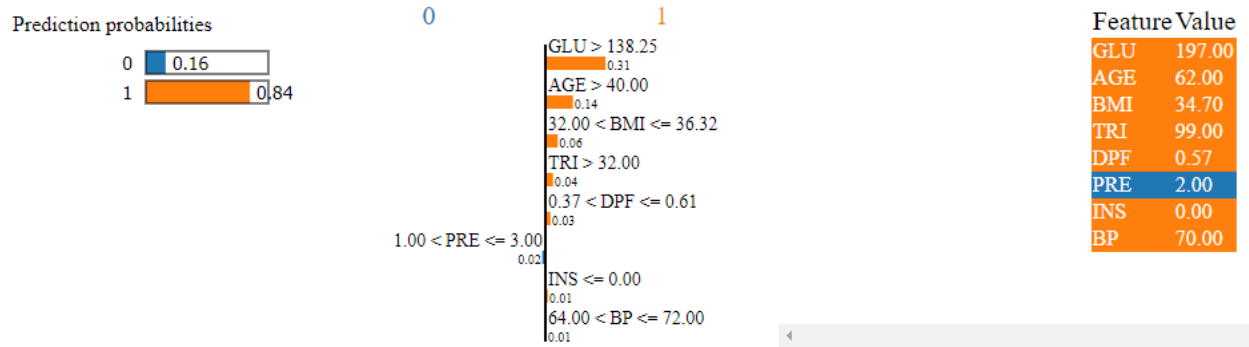 Prediction probabilities
0 0.16
1 0.84
0 1
GLU > 138.25
0.31
AGE > 40.00
0.14
32.00 < BMI <= 36.32
0.06
TRI > 32.00
0.04
0.37 < DPF <= 0.61
0.03
1.00 < PRE <= 3.00
0.02
INS <= 0.00
0.01
64.00 < BP <= 72.00
0.01
Feature Value
GLU 197.00
AGE 62.00
BMI 34.70
TRI 99.00
DPF 0.57
PRE 2.00
INS 0.00
BP 70.00